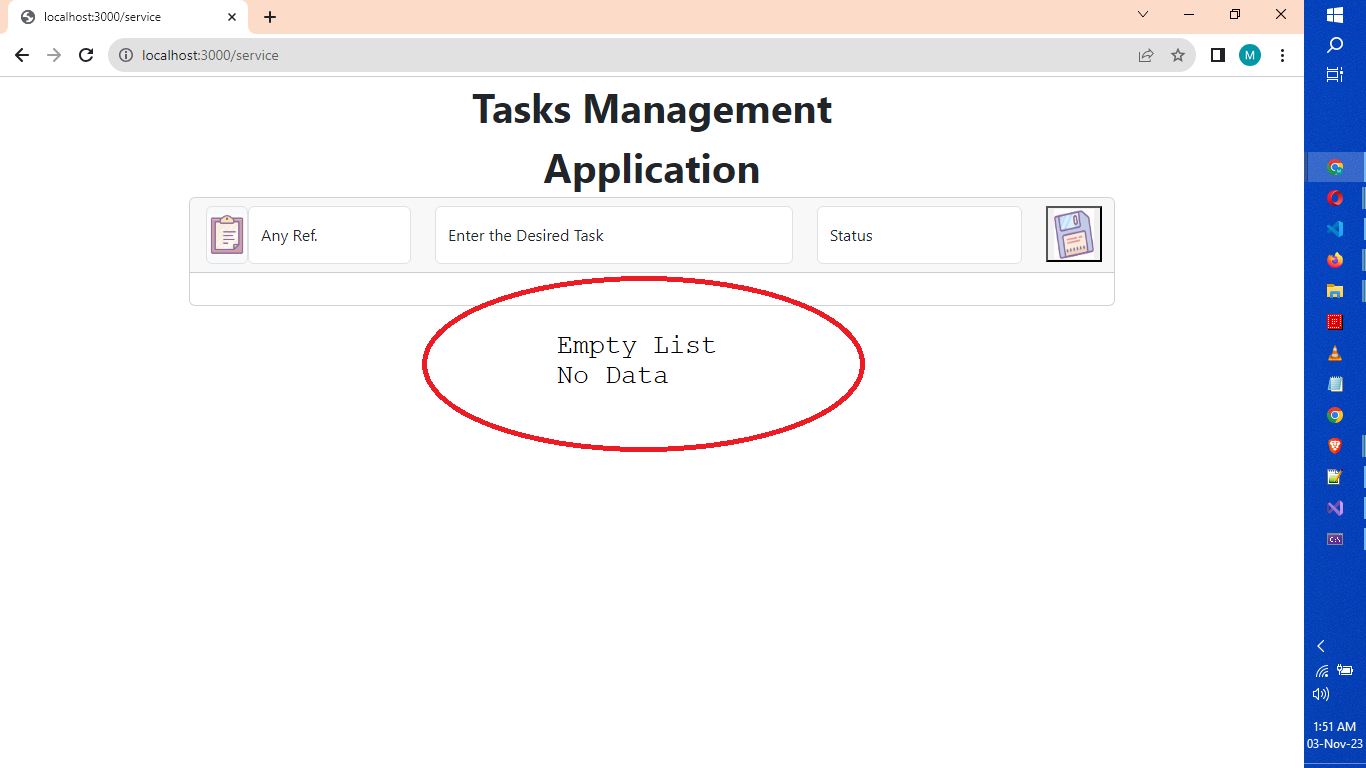 localhost:3000/service
localhost:3000/service
M
Tasks Management
Application
Any Ref.
Enter the Desired Task
Status
Empty List
No Data
1:51 AM
03-Nov-23